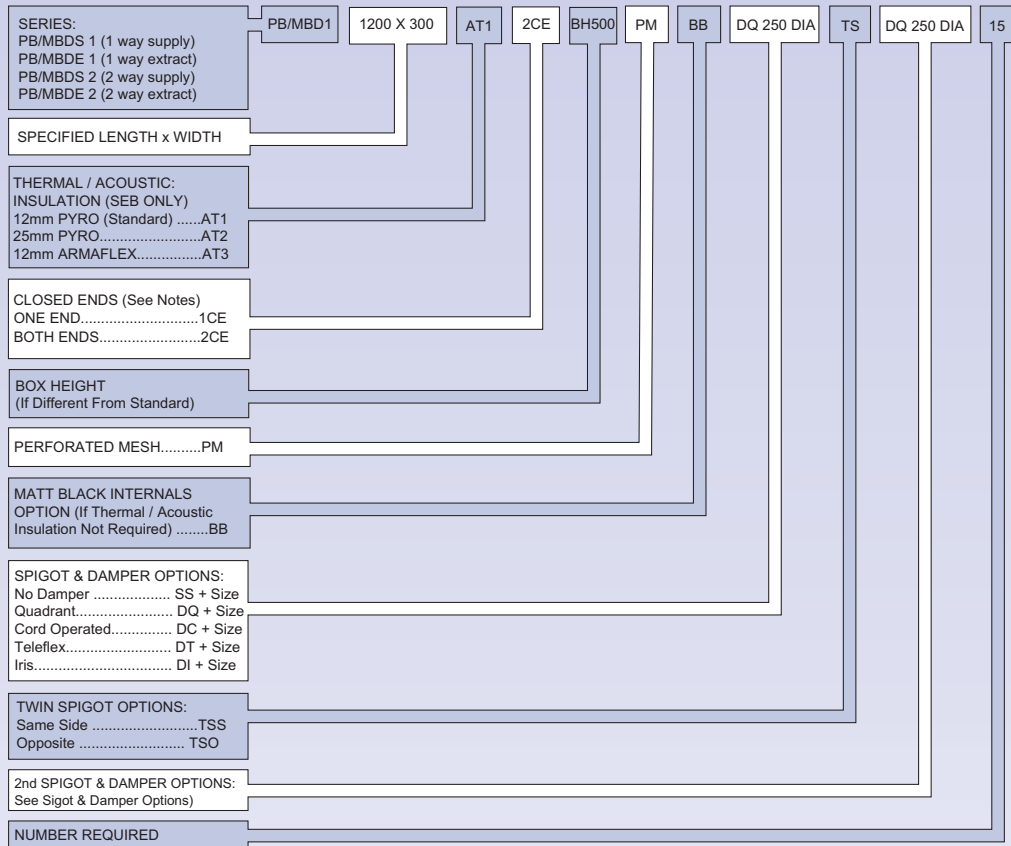 SERIES:
PB/MBDS 1 (1 way supply)
PB/MBDE 1 (1 way extract)
PB/MBDS 2 (2 way supply)
PB/MBDE 2 (2 way extract)
PB/MBD1
1200 X 300
AT1
2CE
BH500
PM
BB
DQ 250 DIA
TS
DQ 250 DIA
15
SPECIFIED LENGTH x WIDTH
THERMAL / ACOUSTIC:
INSULATION (SEB ONLY)
12mm PYRO (Standard) ......AT1
25mm PYRO.........................AT2
12mm ARMAFLEX................AT3
CLOSED ENDS (See Notes)
ONE END.............................1CE
BOTH ENDS.........................2CE
BOX HEIGHT
(If Different From Standard)
PERFORATED MESH..........PM
MATT BLACK INTERNALS
OPTION (If Thermal / Acoustic
Insulation Not Required) ........BB
SPIGOT & DAMPER OPTIONS:
No Damper ................... SS + Size
Quadrant........................ DQ + Size
Cord Operated............... DC + Size
Teleflex.......................... DT + Size
Iris.................................. DI + Size
TWIN SPIGOT OPTIONS:
Same Side ..........................TSS
Opposite .......................... TSO
2nd SPIGOT & DAMPER OPTIONS:
See Sigot & Damper Options)
NUMBER REQUIRED